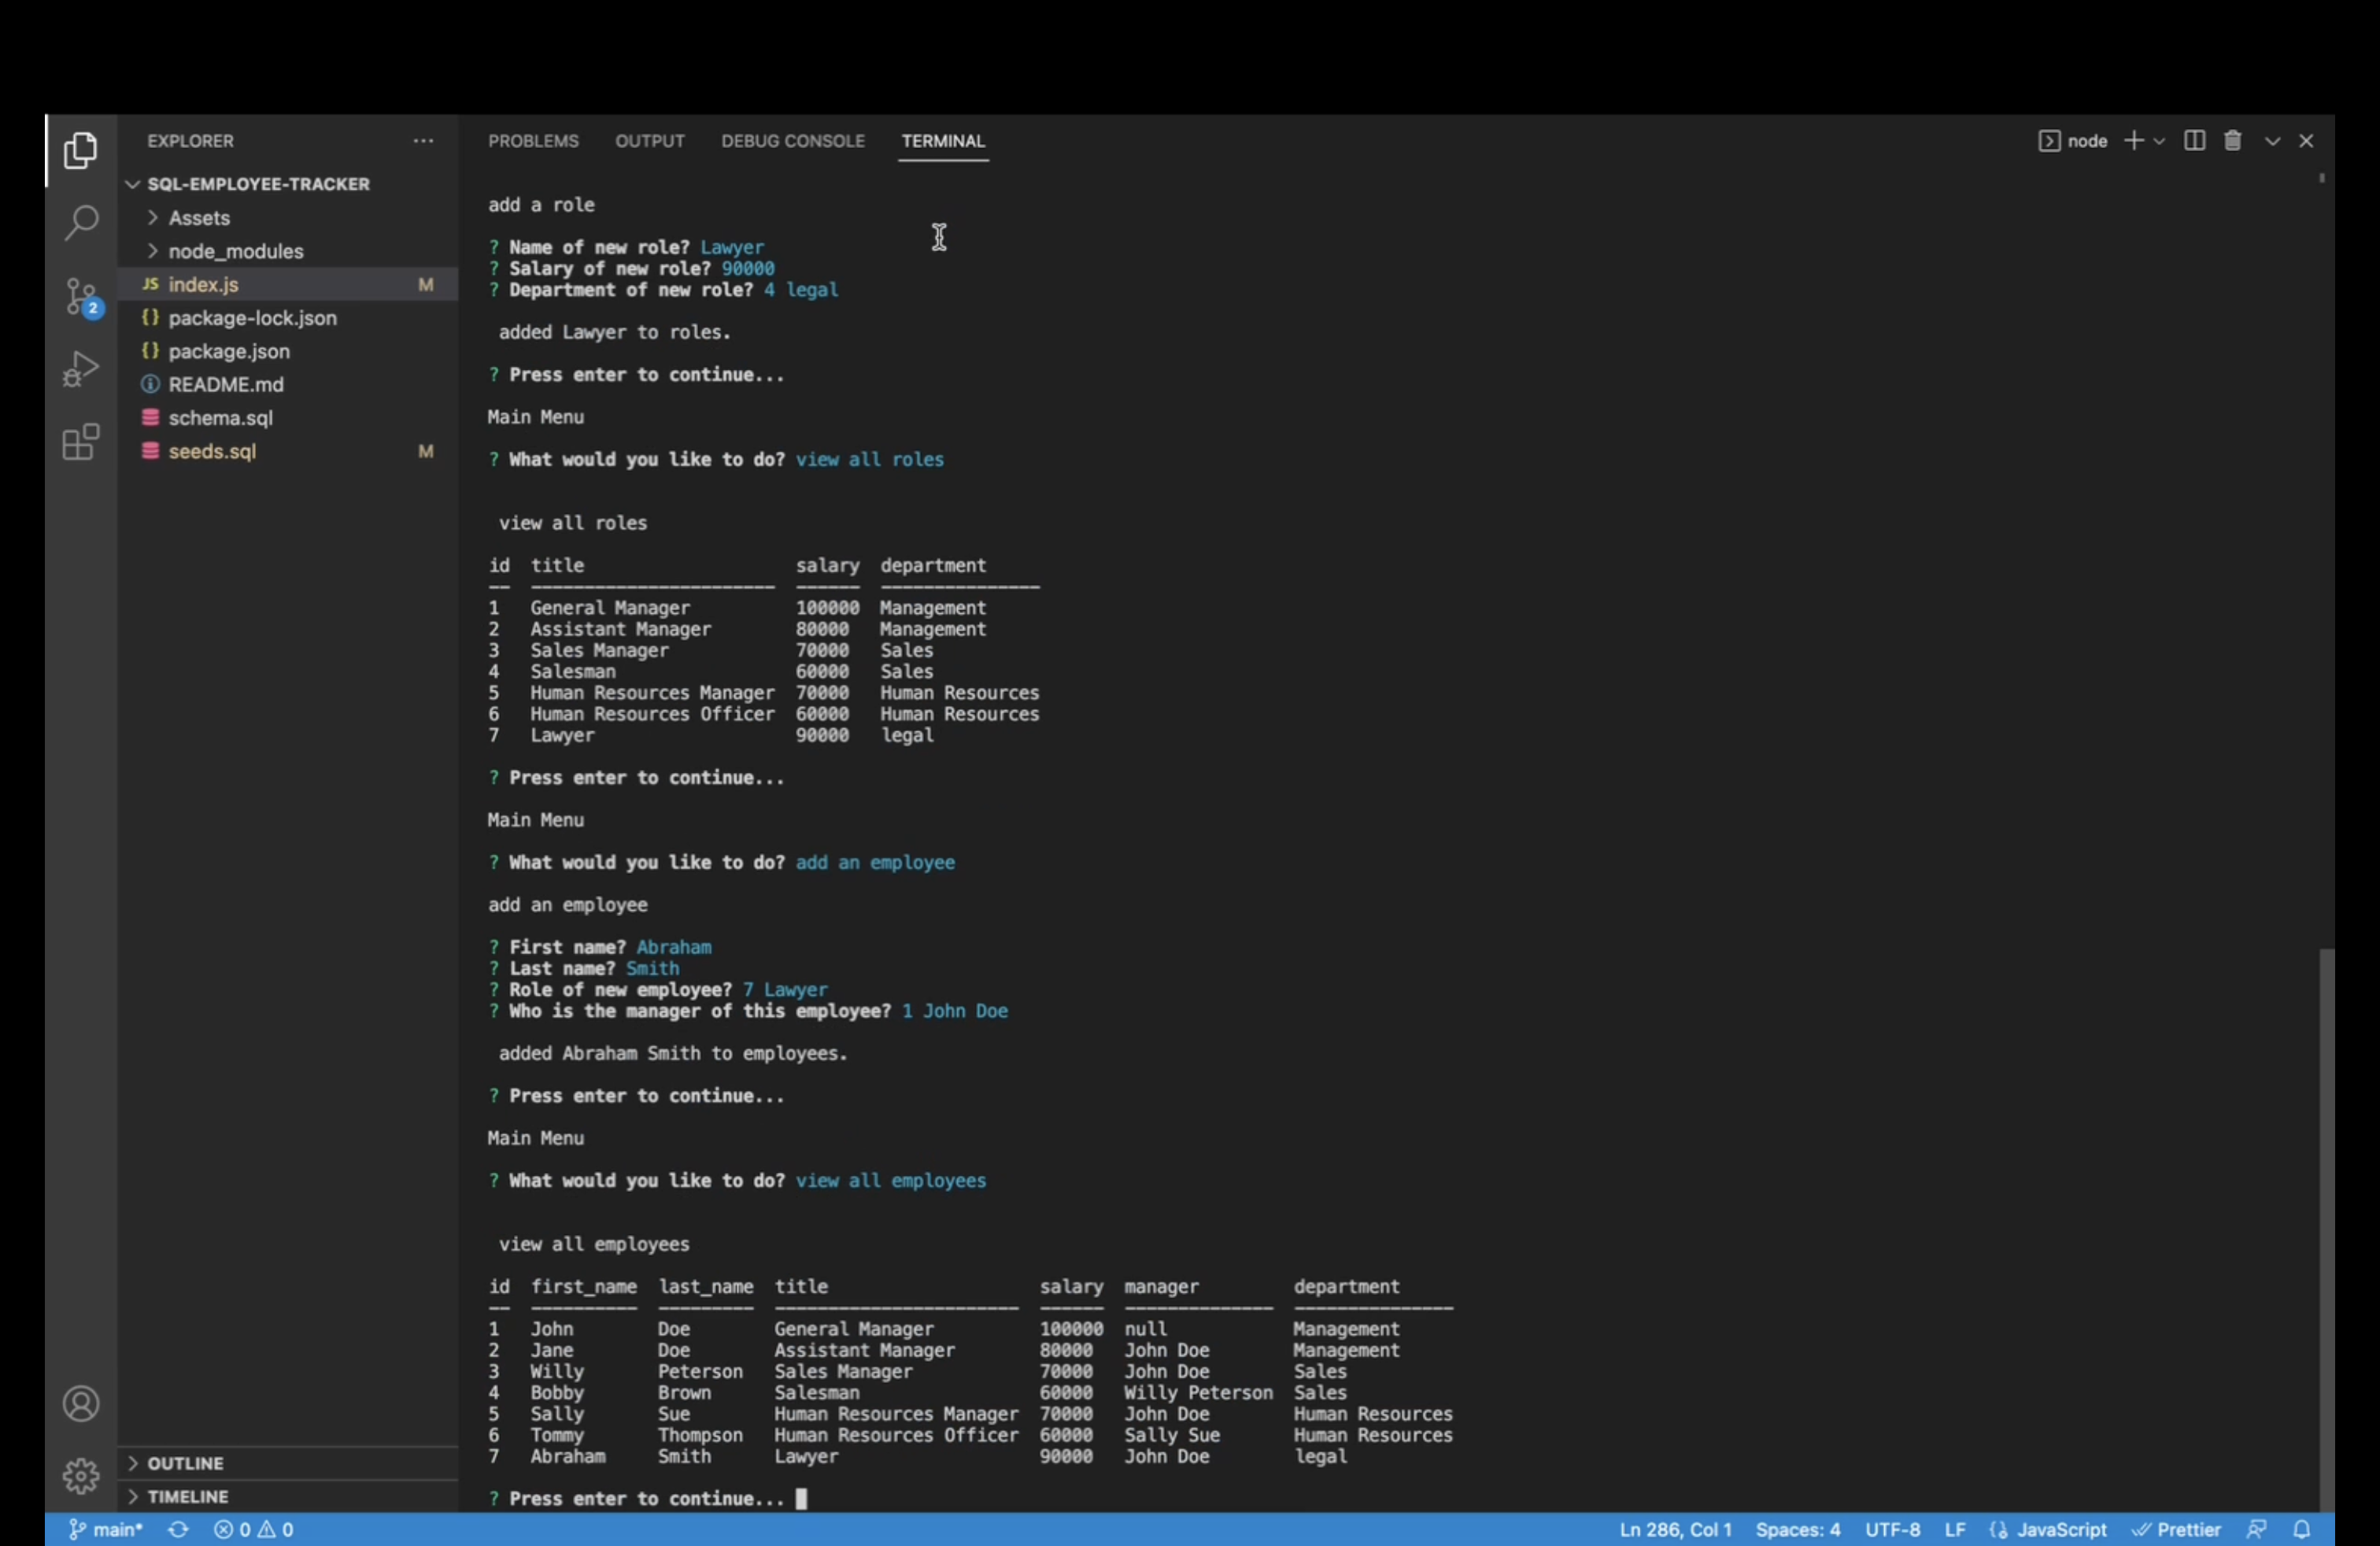 EXPLORER
SQL-EMPLOYEE-TRACKER
Assets
node_modules
JS index.js M
{} package-lock.json
{} package.json
README.md
schema.sql
seeds.sql M
OUTLINE
TIMELINE
2
PROBLEMS OUTPUT DEBUG CONSOLE TERMINAL
node
add a role
? Name of new role? Lawyer
? Salary of new role? 90000
? Department of new role? 4 legal
added Lawyer to roles.
? Press enter to continue...
Main Menu
? What would you like to do? view all roles
view all roles
id title salary department
1 General Manager 100000 Management
2 Assistant Manager 80000 Management
3 Sales Manager 70000 Sales
4 Salesman 60000 Sales
5 Human Resources Manager 70000 Human Resources
6 Human Resources Officer 60000 Human Resources
7 Lawyer 90000 legal
? Press enter to continue...
Main Menu
? What would you like to do? add an employee
add an employee
? First name? Abraham
? Last name? Smith
? Role of new employee? 7 Lawyer
? Who is the manager of this employee? 1 John Doe
added Abraham Smith to employees.
? Press enter to continue...
Main Menu
? What would you like to do? view all employees
view all employees
id first_name last_name title salary manager department
1 John Doe General Manager 100000 null Management
2 Jane Doe Assistant Manager 80000 John Doe Management
3 Willy Peterson Sales Manager 70000 John Doe Sales
4 Bobby Brown Salesman 60000 Willy Peterson Sales
5 Sally Sue Human Resources Manager 70000 John Doe Human Resources
6 Tommy Thompson Human Resources Officer 60000 Sally Sue Human Resources
7 Abraham Smith Lawyer 90000 John Doe legal
? Press enter to continue...
main* 0 0 Ln 286, Col 1 Spaces: 4 UTF-8 LF JavaScript Prettier